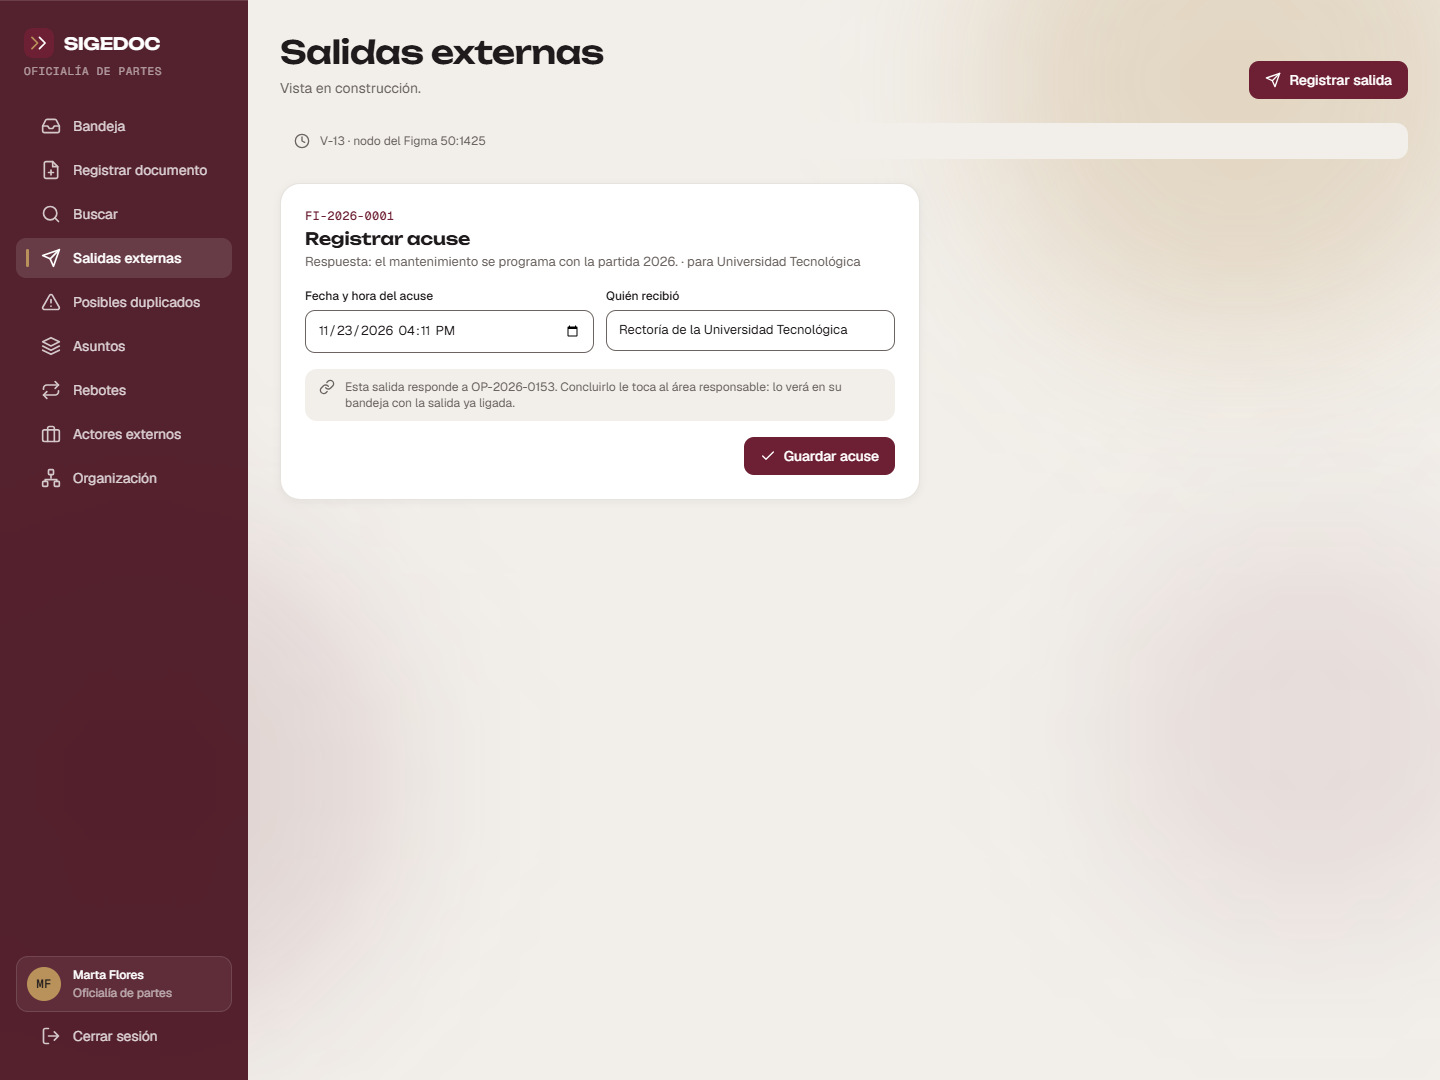 SIGEDOC
OFICIALÍA DE PARTES
Bandeja
Registrar documento
Buscar
Salidas externas
Posibles duplicados
Asuntos
Rebotes
Actores externos
Organización
MF
Marta Flores
Oficialía de partes
Cerrar sesión
Salidas externas
Vista en construcción.
Registrar salida
V-13 · nodo del Figma 50:1425
FI-2026-0001
Registrar acuse
Respuesta: el mantenimiento se programa con la partida 2026. · para Universidad Tecnológica
Fecha y hora del acuse
Quién recibió
11/23/2026 04:11 PM
Rectoría de la Universidad Tecnológica
Esta salida responde a OP-2026-0153. Concluirlo le toca al área responsable: lo verá en su
bandeja con la salida ya ligada.
Guardar acuse